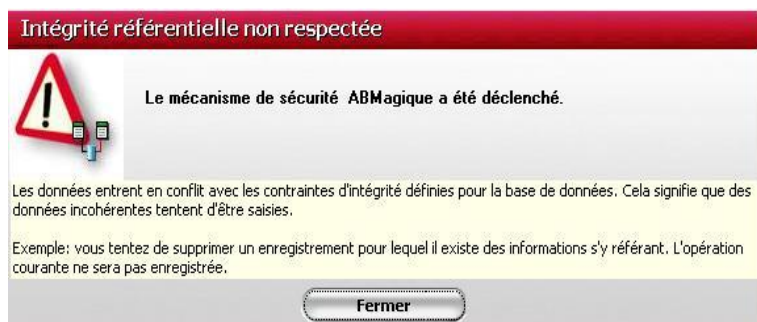 Intégrité référentielle non respectée
Le mécanisme de sécurité ABMagique a été déclenché.
Les données entrent en conflit avec les contraintes d'intégrité définies pour la base de données. Cela signifie que des
données incohérentes tentent d'être saisies.
Exemple: vous tentez de supprimer un enregistrement pour lequel il existe des informations s'y référant. L'opération
courante ne sera pas enregistrée.
Fermer